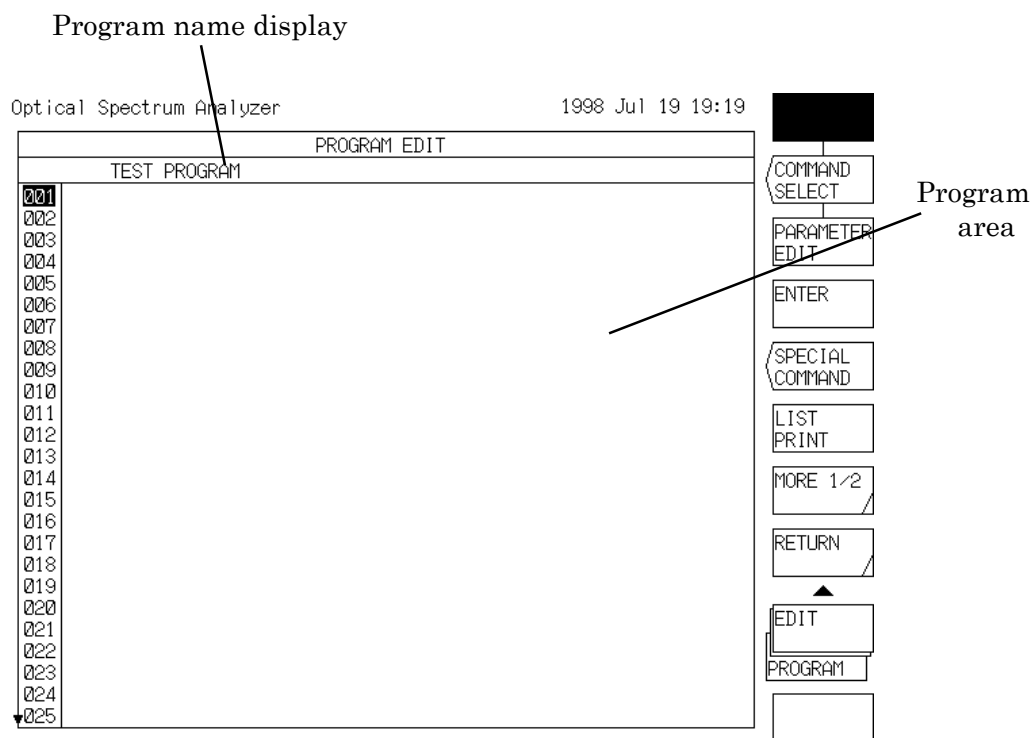 Program name display
Optical Spectrum Analyzer 1998 Jul 19 19:19
PROGRAM EDIT
TEST PROGRAM
001
002
003
004
005
006
007
008
009
010
011
012
013
014
015
016
017
018
019
020
021
022
023
024
025
COMMAND
SELECT
PARAMETER
EDIT
ENTER
SPECIAL
COMMAND
LIST
PRINT
MORE 1/2
RETURN
EDIT
PROGRAM
Program
area